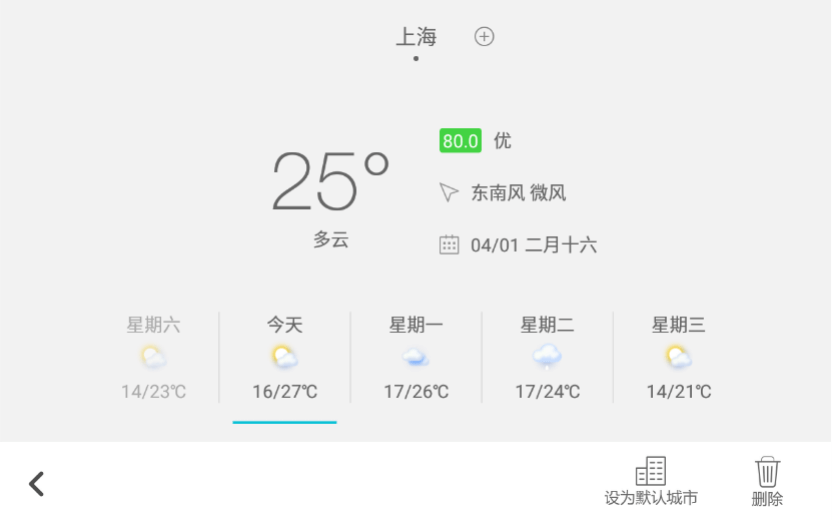 上海
80.0 优
25°
东南风 微风
多云
04/01 二月十六
星期六 今天 星期一 星期二 星期三
14/23℃ 16/27℃ 17/26℃ 17/24℃ 14/21℃
设为默认城市 删除